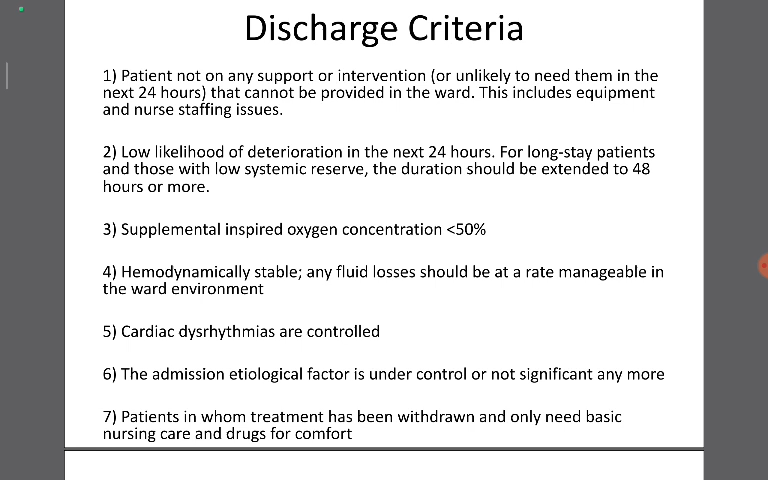 Discharge Criteria
1) Patient not on any support or intervention (or unlikely to need them in the
next 24 hours) that cannot be provided in the ward. This includes equipment
and nurse staffing issues.
2) Low likelihood of deterioration in the next 24 hours. For long-stay patients
and those with low systemic reserve, the duration should be extended to 48
hours or more.
3) Supplemental inspired oxygen concentration <50%
4) Hemodynamically stable; any fluid losses should be at a rate manageable in
the ward environment
5) Cardiac dysrhythmias are controlled
6) The admission etiological factor is under control or not significant any more
7) Patients in whom treatment has been withdrawn and only need basic
nursing care and drugs for comfort